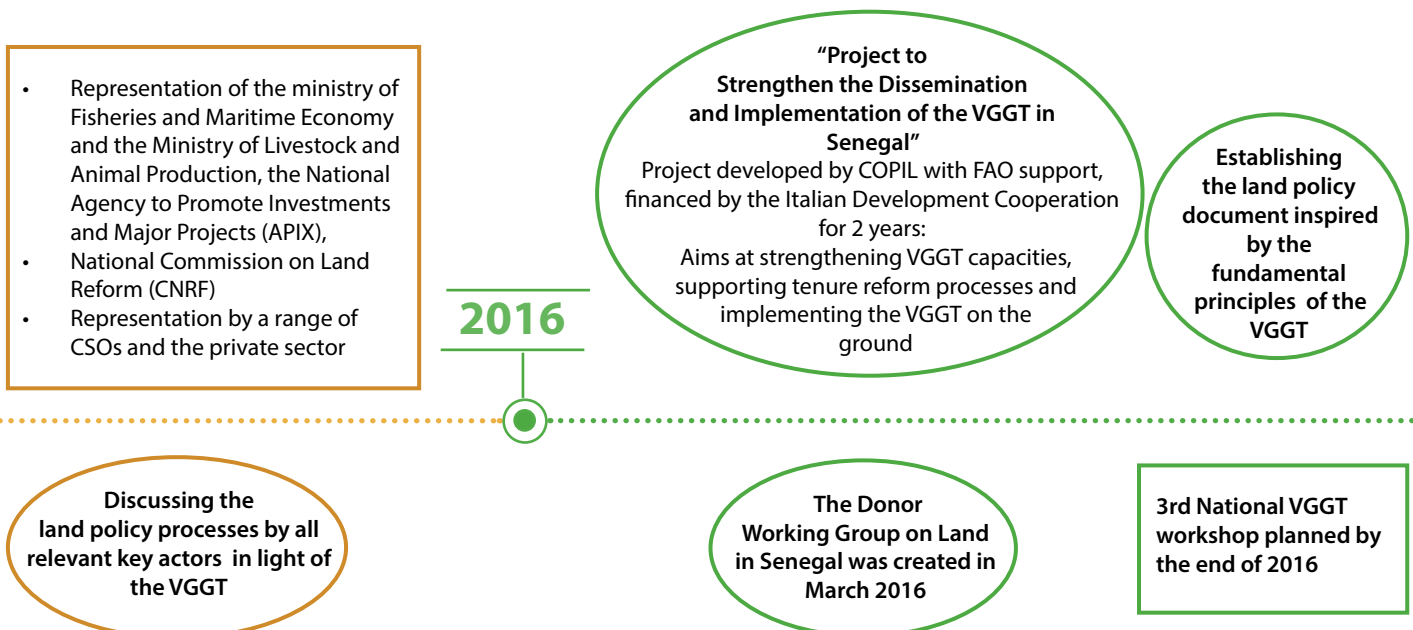 • Representation of the ministry of
Fisheries and Maritime Economy
and the Ministry of Livestock and
Animal Production, the National
Agency to Promote Investments
and Major Projects (APIX),
• National Commission on Land
Reform (CNRF)
• Representation by a range of
CSOs and the private sector
2016
“Project to
Strengthen the Dissemination
and Implementation of the VGGT in
Senegal”
Project developed by COPIL with FAO support,
financed by the Italian Development Cooperation
for 2 years:
Aims at strengthening VGGT capacities,
supporting tenure reform processes and
implementing the VGGT on the
ground
Establishing
the land policy
document inspired
by the
fundamental
principles of the
VGGT
Discussing the
land policy processes by all
relevant key actors in light of
the VGGT
The Donor
Working Group on Land
in Senegal was created in
March 2016
3rd National VGGT
workshop planned by
the end of 2016